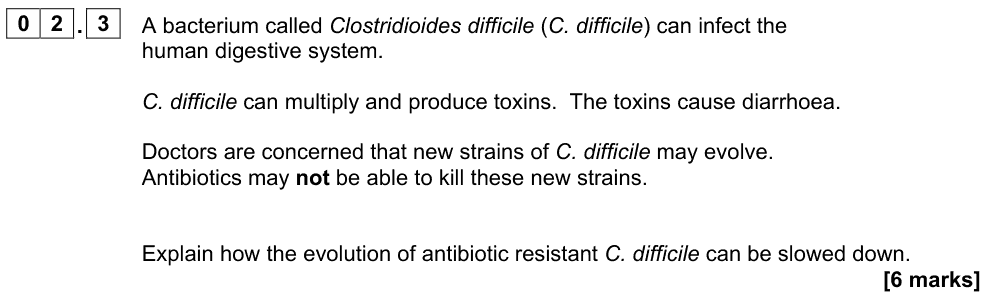 02.3 A bacterium called Clostridioides difficile (C. difficile) can infect the
human digestive system.
C. difficile can multiply and produce toxins. The toxins cause diarrhoea.
Doctors are concerned that new strains of C. difficile may evolve.
Antibiotics may not be able to kill these new strains.
Explain how the evolution of antibiotic resistant C. difficile can be slowed down.
[6 marks]